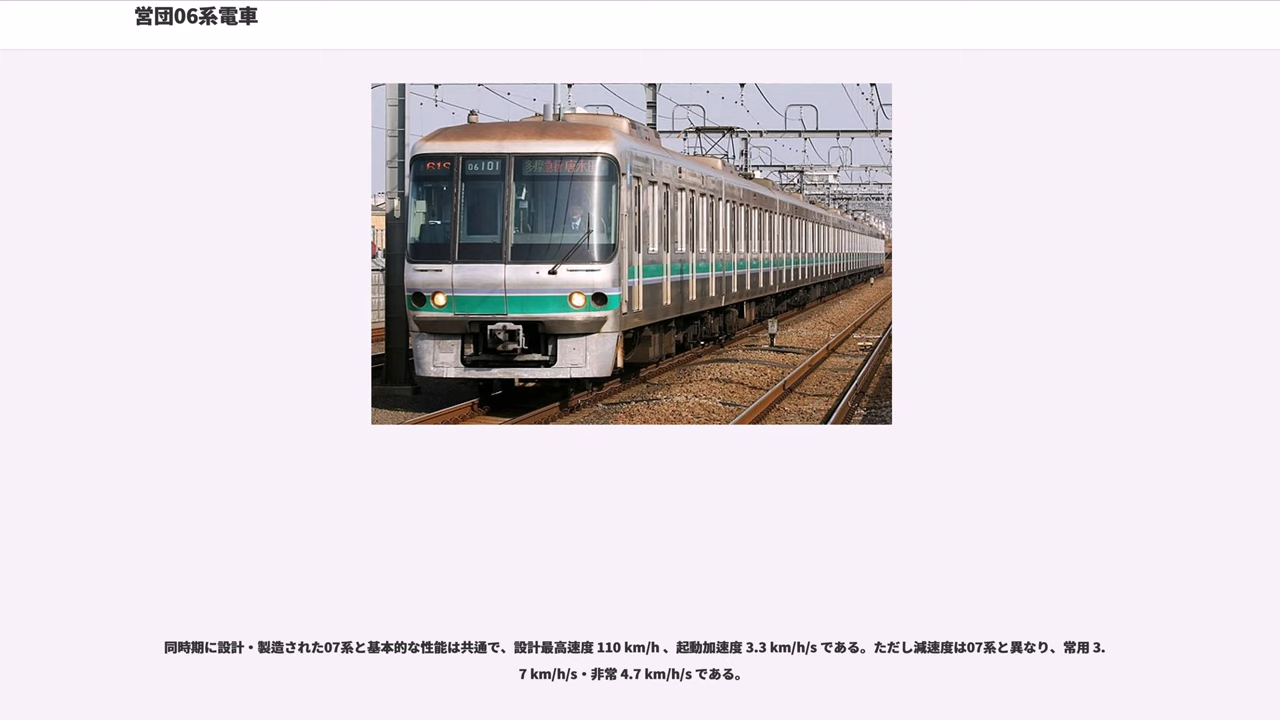 営団06系電車
61S 06101
同時期に設計・製造された07系と基本的な性能は共通で、設計最高速度 110 km/h 、起動加速度 3.3 km/h/s である。ただし減速度は07系と異なり、常用 3.
7 km/h/s・非常 4.7 km/h/s である。